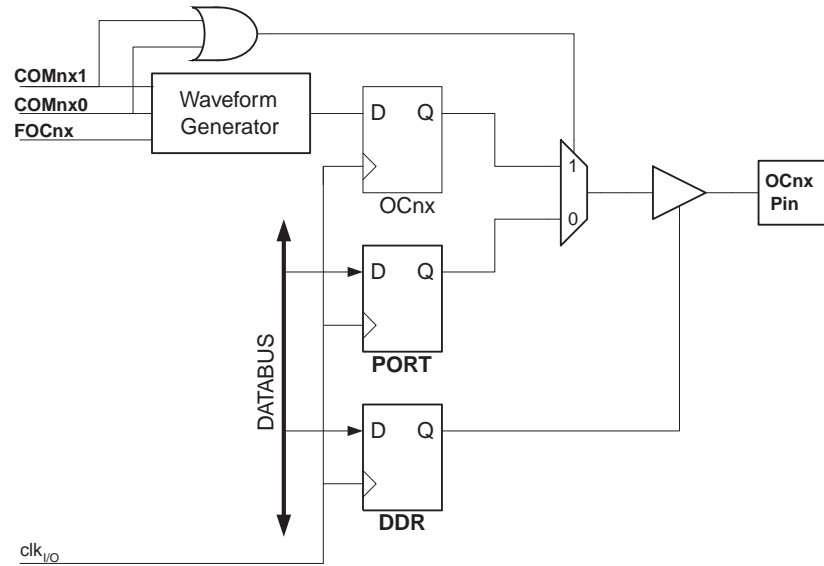 COMnx1
COMnx0
FOCnx
Waveform
Generator
D Q
OCnx
1
0
OCnx
Pin
D Q
PORT
D Q
DDR
DATABUS
clkI/O